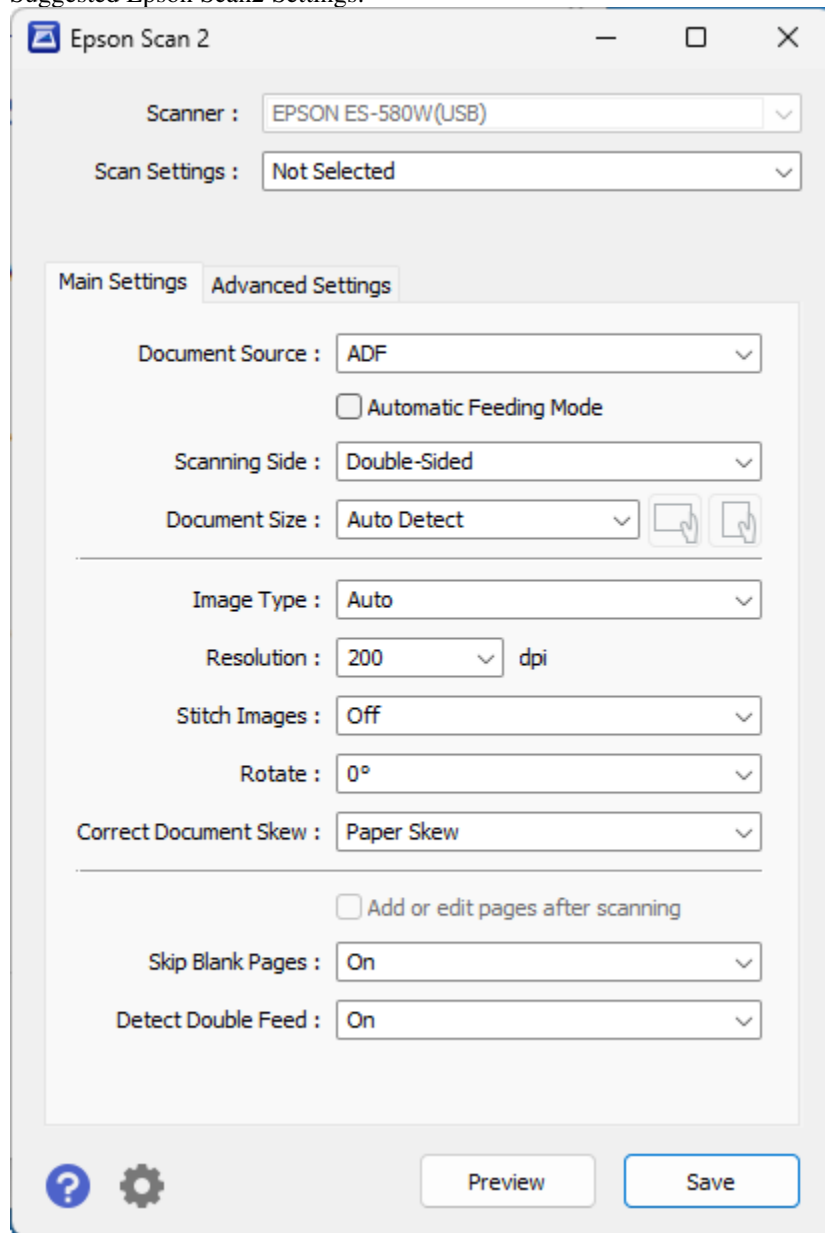 Suggested Epson Scan2 Settings:
Epson Scan 2
Scanner : EPSON ES-580W(USB)
Scan Settings : Not Selected
Main Settings Advanced Settings
Document Source : ADF
Automatic Feeding Mode
Scanning Side : Double-Sided
Document Size : Auto Detect
Image Type : Auto
Resolution : 200 dpi
Stitch Images : Off
Rotate : 0°
Correct Document Skew : Paper Skew
Add or edit pages after scanning
Skip Blank Pages : On
Detect Double Feed : On
? Preview Save